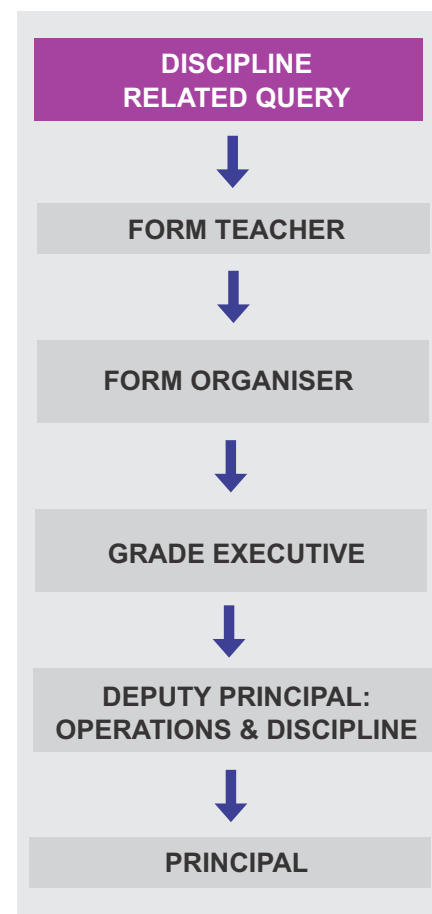 DISCIPLINE
RELATED QUERY
FORM TEACHER
FORM ORGANISER
GRADE EXECUTIVE
DEPUTY PRINCIPAL:
OPERATIONS & DISCIPLINE
PRINCIPAL